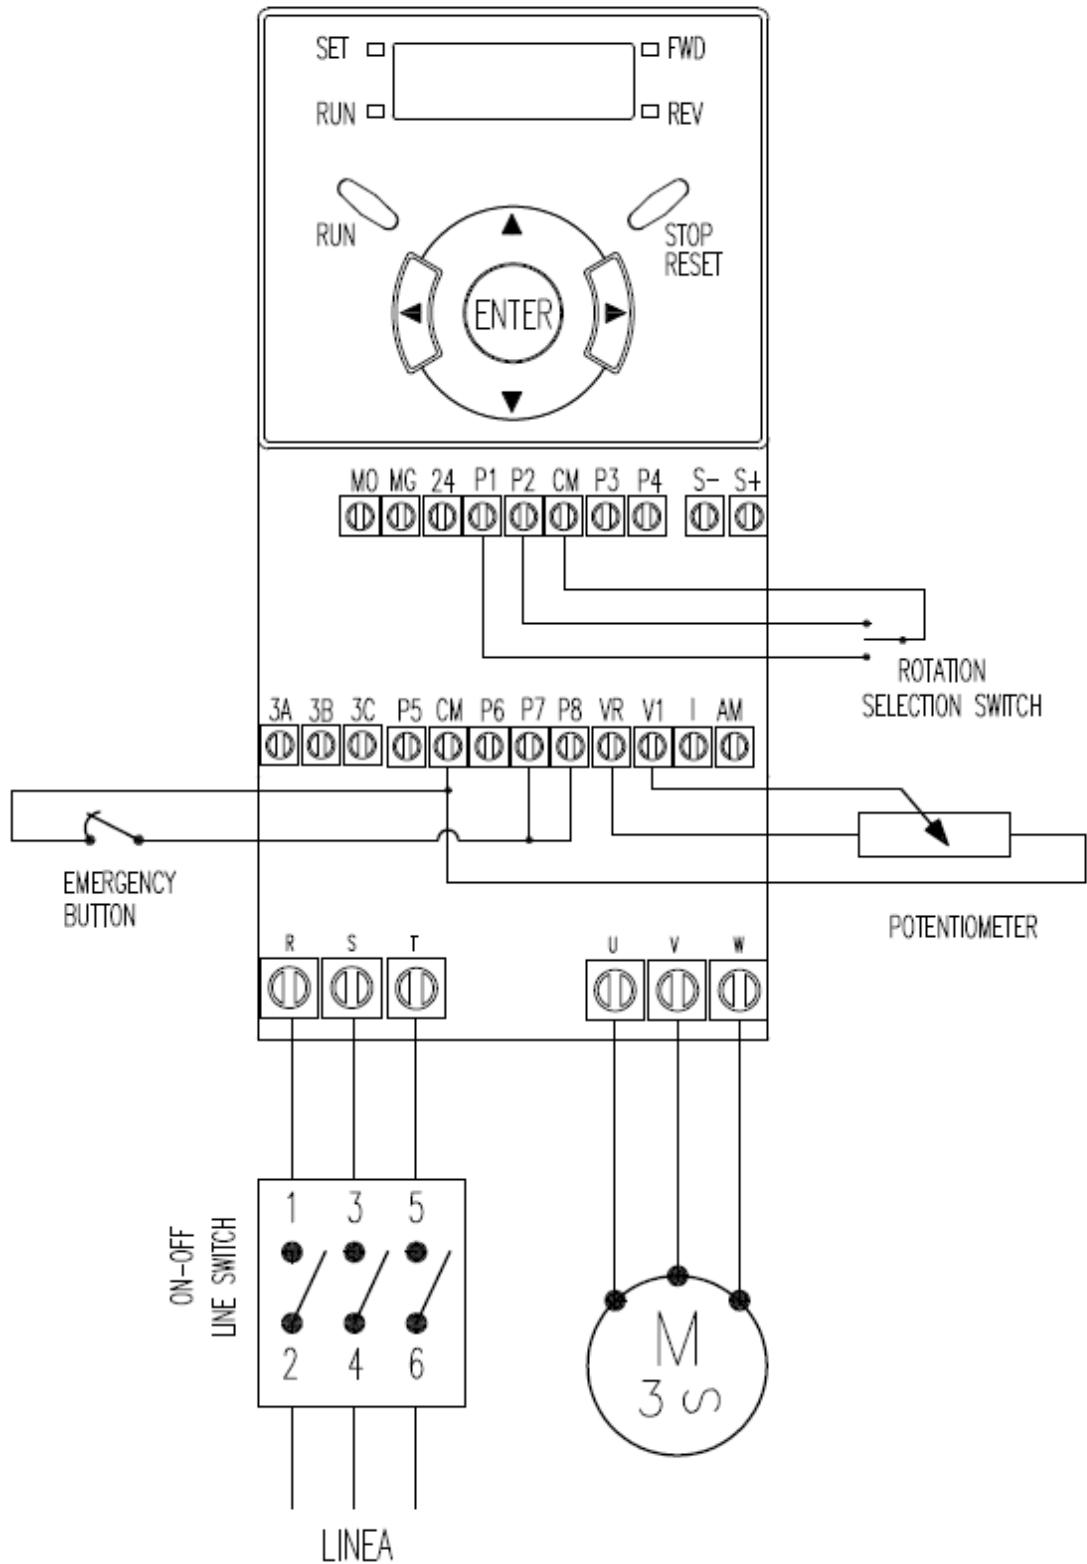 SET
FWD
RUN
REV
RUN
STOP
RESET
ENTER
MO MG 24 P1 P2 CM P3 P4 S- S+
ROTATION
SELECTION SWITCH
3A 3B 3C P5 CM P6 P7 P8 VR V1 I AM
EMERGENCY
BUTTON
POTENTIOMETER
R S T U V W
ON-OFF
LINE SWITCH
1 3 5
2 4 6
M
3 ∽
LINEA